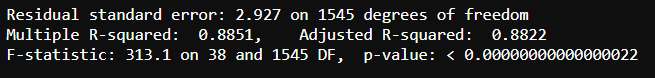 Residual standard error: 2.927 on 1545 degrees of freedom
Multiple R-squared:  0.8851,    Adjusted R-squared:  0.8822
F-statistic: 313.1 on 38 and 1545 DF,  p-value: < 0.00000000000000022